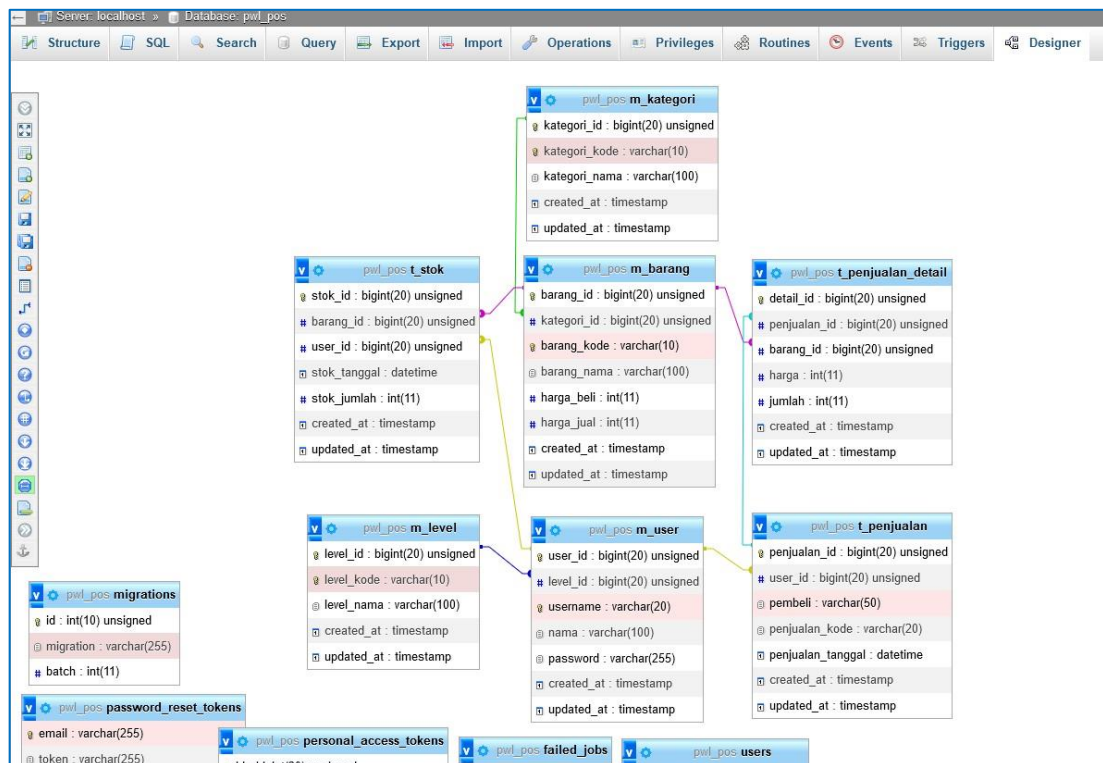 Server: localhost » Database: pwl_pos
Structure SQL Search Query Export Import Operations Privileges Routines Events Triggers Designer
pwl_pos m_kategori
kategori_id : bigint(20) unsigned
kategori_kode : varchar(10)
kategori_nama : varchar(100)
created_at : timestamp
updated_at : timestamp
pwl_pos t_stok
stok_id : bigint(20) unsigned
barang_id : bigint(20) unsigned
user_id : bigint(20) unsigned
stok_tanggal : datetime
stok_jumlah : int(11)
created_at : timestamp
updated_at : timestamp
pwl_pos m_barang
barang_id : bigint(20) unsigned
kategori_id : bigint(20) unsigned
barang_kode : varchar(10)
barang_nama : varchar(100)
harga_beli : int(11)
harga_jual : int(11)
created_at : timestamp
updated_at : timestamp
pwl_pos t_penjualan_detail
detail_id : bigint(20) unsigned
penjualan_id : bigint(20) unsigned
barang_id : bigint(20) unsigned
harga : int(11)
jumlah : int(11)
created_at : timestamp
updated_at : timestamp
pwl_pos m_level
level_id : bigint(20) unsigned
level_kode : varchar(10)
level_nama : varchar(100)
created_at : timestamp
updated_at : timestamp
pwl_pos m_user
user_id : bigint(20) unsigned
level_id : bigint(20) unsigned
username : varchar(20)
nama : varchar(100)
password : varchar(255)
created_at : timestamp
updated_at : timestamp
pwl_pos t_penjualan
penjualan_id : bigint(20) unsigned
user_id : bigint(20) unsigned
pembeli : varchar(50)
penjualan_kode : varchar(20)
penjualan_tanggal : datetime
created_at : timestamp
updated_at : timestamp
pwl_pos migrations
id : int(10) unsigned
migration : varchar(255)
batch : int(11)
pwl_pos password_reset_tokens
email : varchar(255)
token : varchar(255)
pwl_pos personal_access_tokens
pwl_pos failed_jobs
pwl_pos users